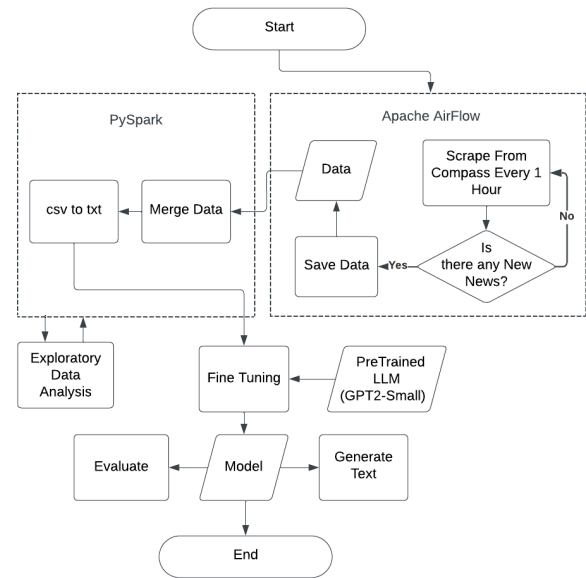 Start
PySpark
Apache AirFlow
Scrape From
Compass Every 1
Hour
Data
csv to txt
Merge Data
No
Save Data
Yes
Is
there any New
News?
Exploratory
Data
Analysis
Fine Tuning
PreTrained
LLM
(GPT2-Small)
Evaluate
Model
Generate
Text
End